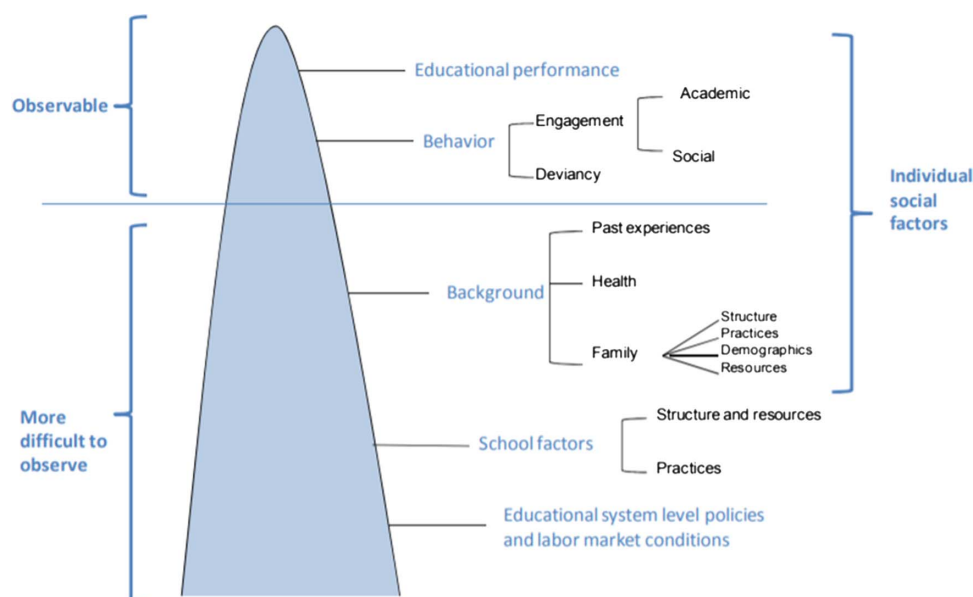 Observable
Educational performance
Behavior
Engagement
Academic
Social
Deviancy
Individual
social
factors
Past experiences
Background
Health
Family
Structure
Practices
Demographics
Resources
More
difficult to
observe
School factors
Structure and resources
Practices
Educational system level policies
and labor market conditions